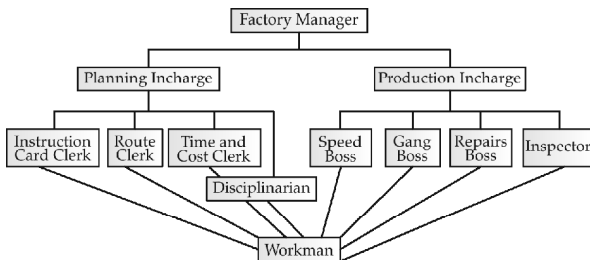 Factory Manager
Planning Incharge
Production Incharge
Instruction
Card Clerk
Route
Clerk
Time and
Cost Clerk
Disciplinarian
Speed
Boss
Gang
Boss
Repairs
Boss
Inspector
Workman